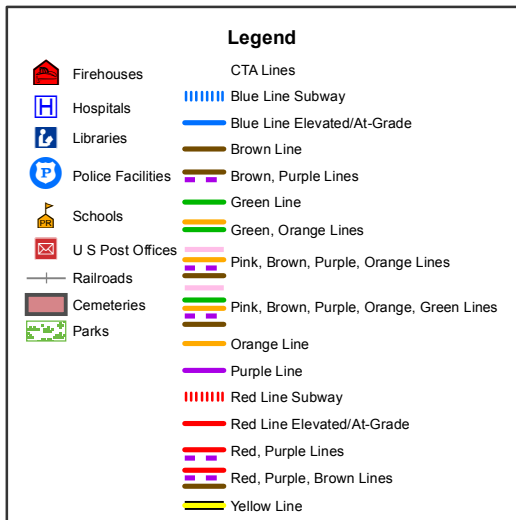 Legend
Firehouses
H
Hospitals
Libraries
P
Police Facilities
PR
Schools
U S Post Offices
Railroads
Cemeteries
Parks
CTA Lines
Blue Line Subway
Blue Line Elevated/At-Grade
Brown Line
Brown, Purple Lines
Green Line
Green, Orange Lines
Pink, Brown, Purple, Orange Lines
Pink, Brown, Purple, Orange, Green Lines
Orange Line
Purple Line
Red Line Subway
Red Line Elevated/At-Grade
Red, Purple Lines
Red, Purple, Brown Lines
Yellow Line